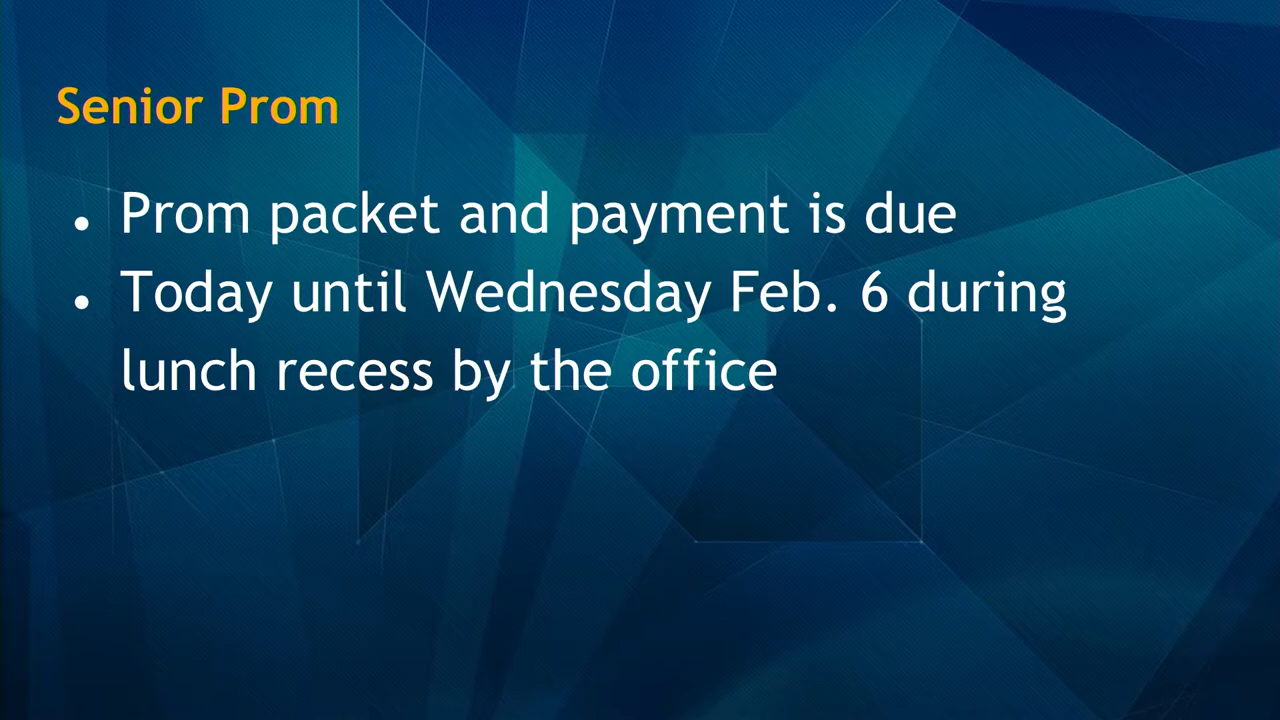 Senior Prom
• Prom packet and payment is due
• Today until Wednesday Feb. 6 during
lunch recess by the office